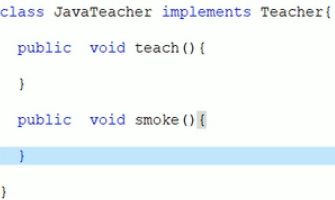 class JavaTeacher implements Teacher{
public  void teach(){
}
public  void smoke(){
}
}